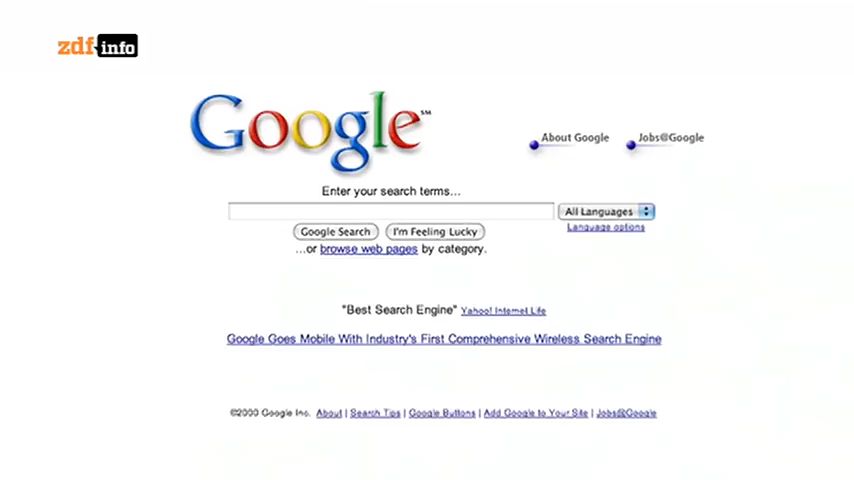 zdf info
Google℠
About Google
Jobs@Google
Enter your search terms...
All Languages
Google Search
I'm Feeling Lucky
Language options
...or browse web pages by category.
"Best Search Engine" Yahoo! Internet Life
Google Goes Mobile With Industry's First Comprehensive Wireless Search Engine
©2000 Google Inc. About | Search Tips | Google Buttons | Add Google to Your Site | Jobs@Google